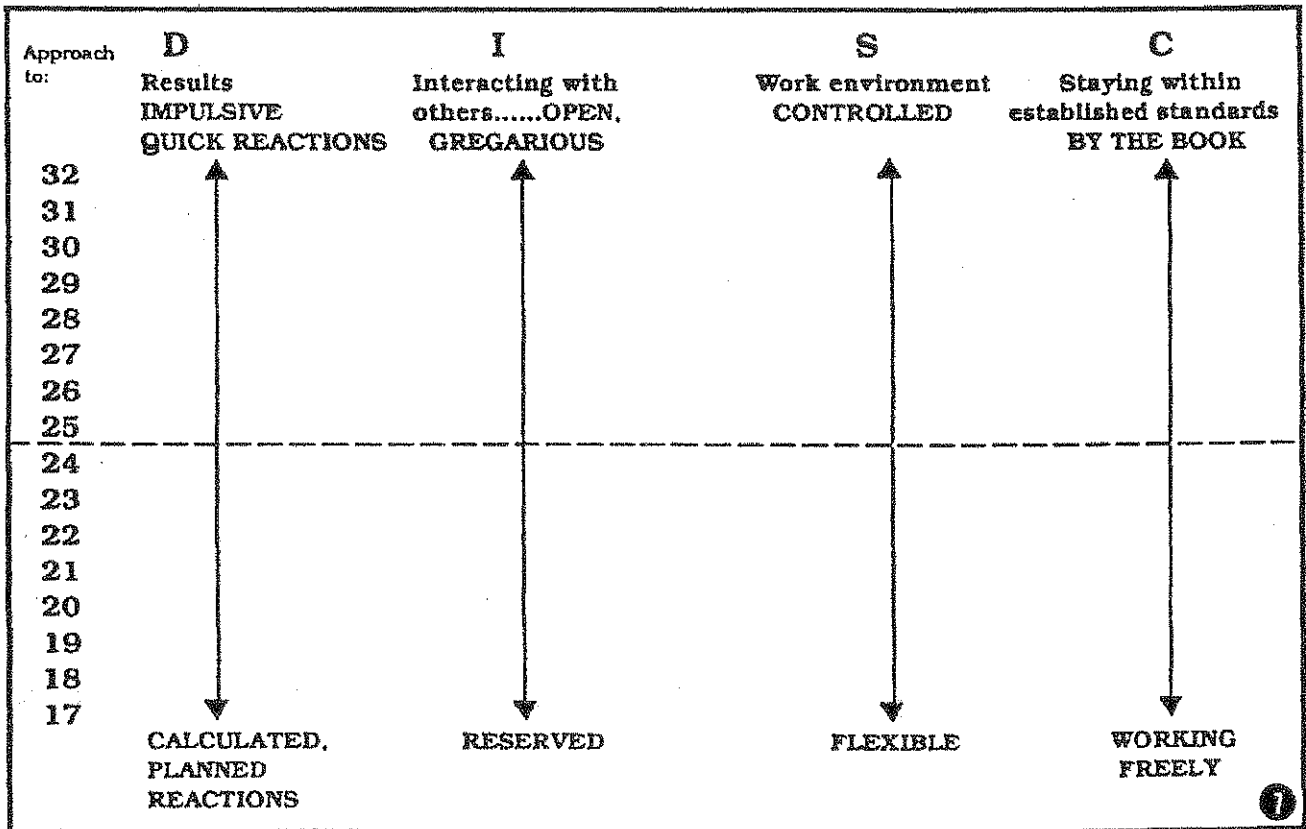 Approach to:
D
Results
IMPULSIVE
QUICK REACTIONS
I
Interacting with
others......OPEN,
GREGARIOUS
S
Work environment
CONTROLLED
C
Staying within
established standards
BY THE BOOK
32
31
30
29
28
27
26
25
24
23
22
21
20
19
18
17
CALCULATED,
PLANNED
REACTIONS
RESERVED
FLEXIBLE
WORKING
FREELY
1